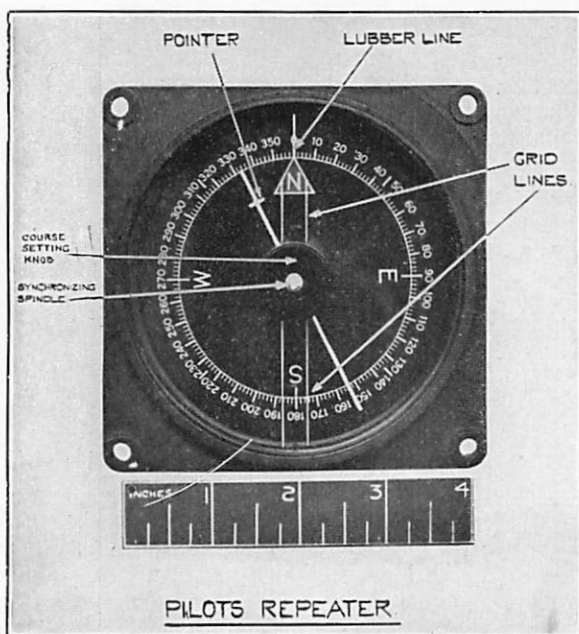 POINTER
LUBBER LINE
GRID
LINES
COURSE
SETTING
KNOB
SYNCHRONIZING
SPINDLE
0 10 20 30 40 50 60 70 80 90 100 110 120 130 140 150 160 170 180 190 200 210 220 230 240 250 260 270 280 290 300 310 320 330 340 350
N
E
S
W
INCHES 1 2 3 4
PILOTS REPEATER